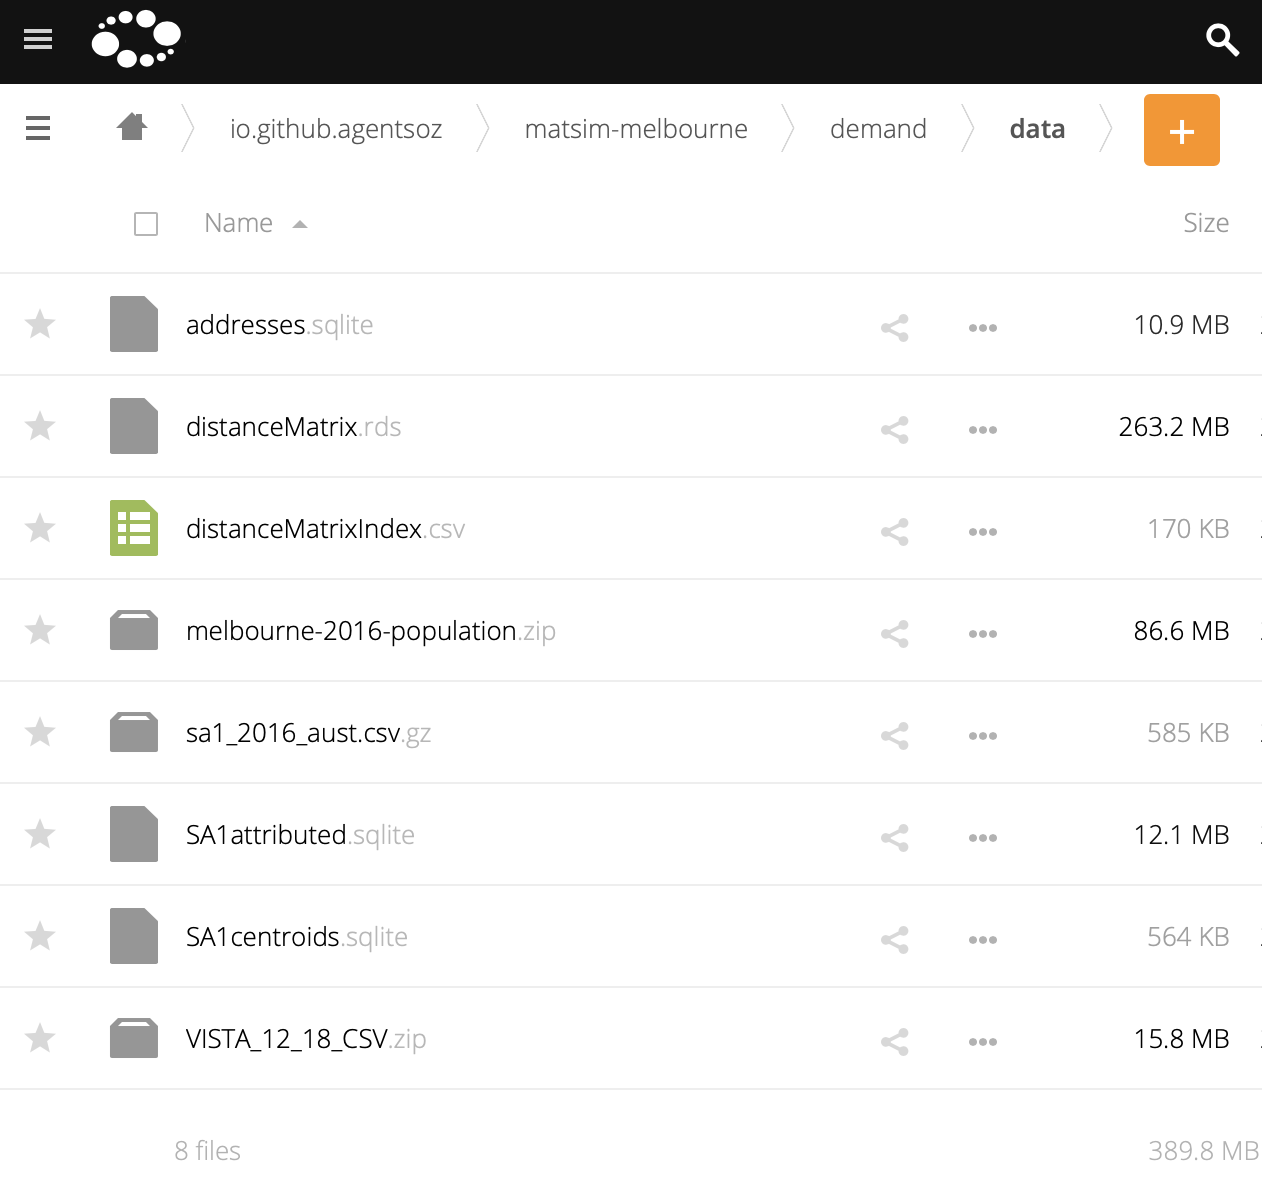 io.github.agentsoz matsim-melbourne demand data +
Name Size
addresses.sqlite 10.9 MB
distanceMatrix.rds 263.2 MB
distanceMatrixIndex.csv 170 KB
melbourne-2016-population.zip 86.6 MB
sa1_2016_aust.csv.gz 585 KB
SA1attributed.sqlite 12.1 MB
SA1centroids.sqlite 564 KB
VISTA_12_18_CSV.zip 15.8 MB
8 files 389.8 MB